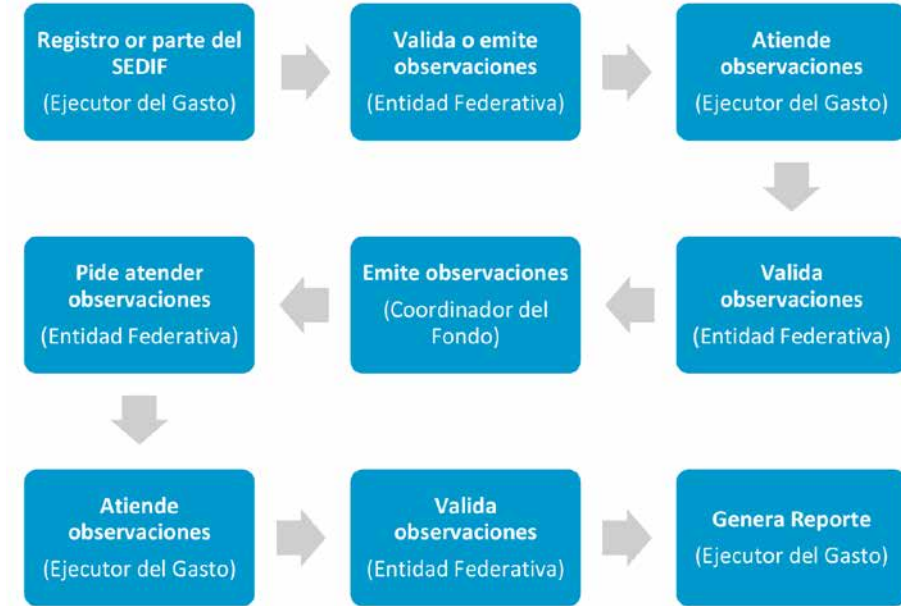 Registro or parte del
SEDIF
(Ejecutor del Gasto)
Valida o emite
observaciones
(Entidad Federativa)
Atiende
observaciones
(Ejecutor del Gasto)
Valida
observaciones
(Entidad Federativa)
Emite observaciones
(Coordinador del
Fondo)
Pide atender
observaciones
(Entidad Federativa)
Atiende
observaciones
(Ejecutor del Gasto)
Valida
observaciones
(Entidad Federativa)
Genera Reporte
(Ejecutor del Gasto)